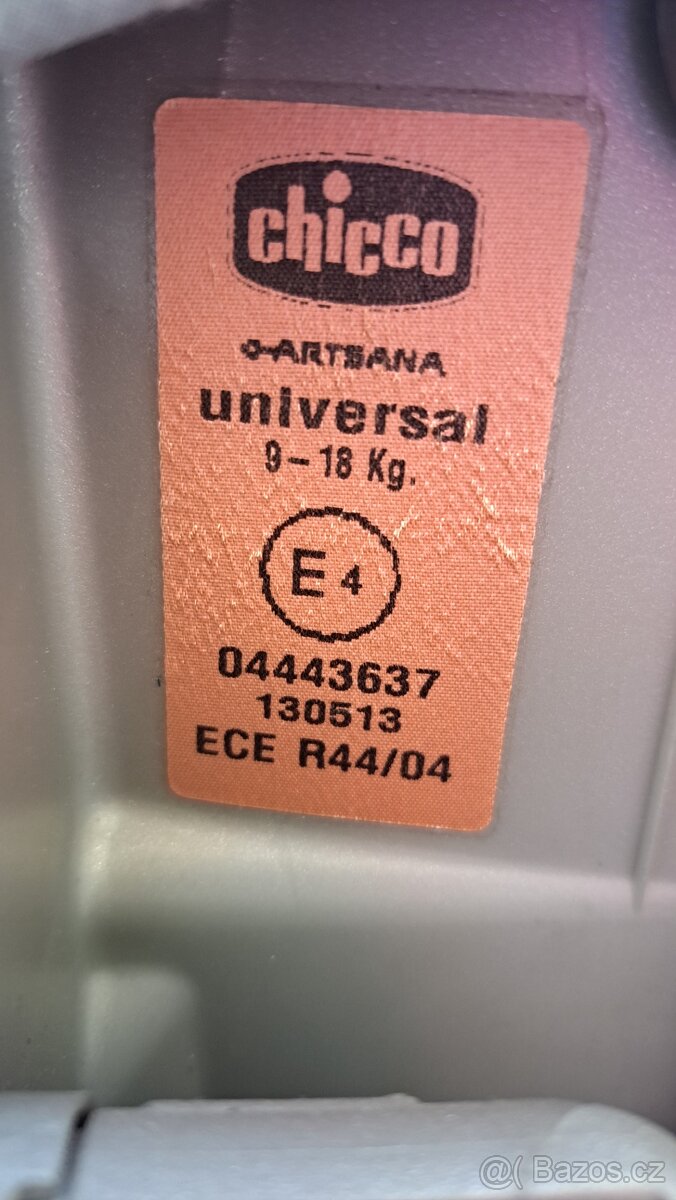 chicco
ARTSANA
universal
9-18 Kg.
E 4
04443637
130513
ECE R44/04
@( Bazos.cz